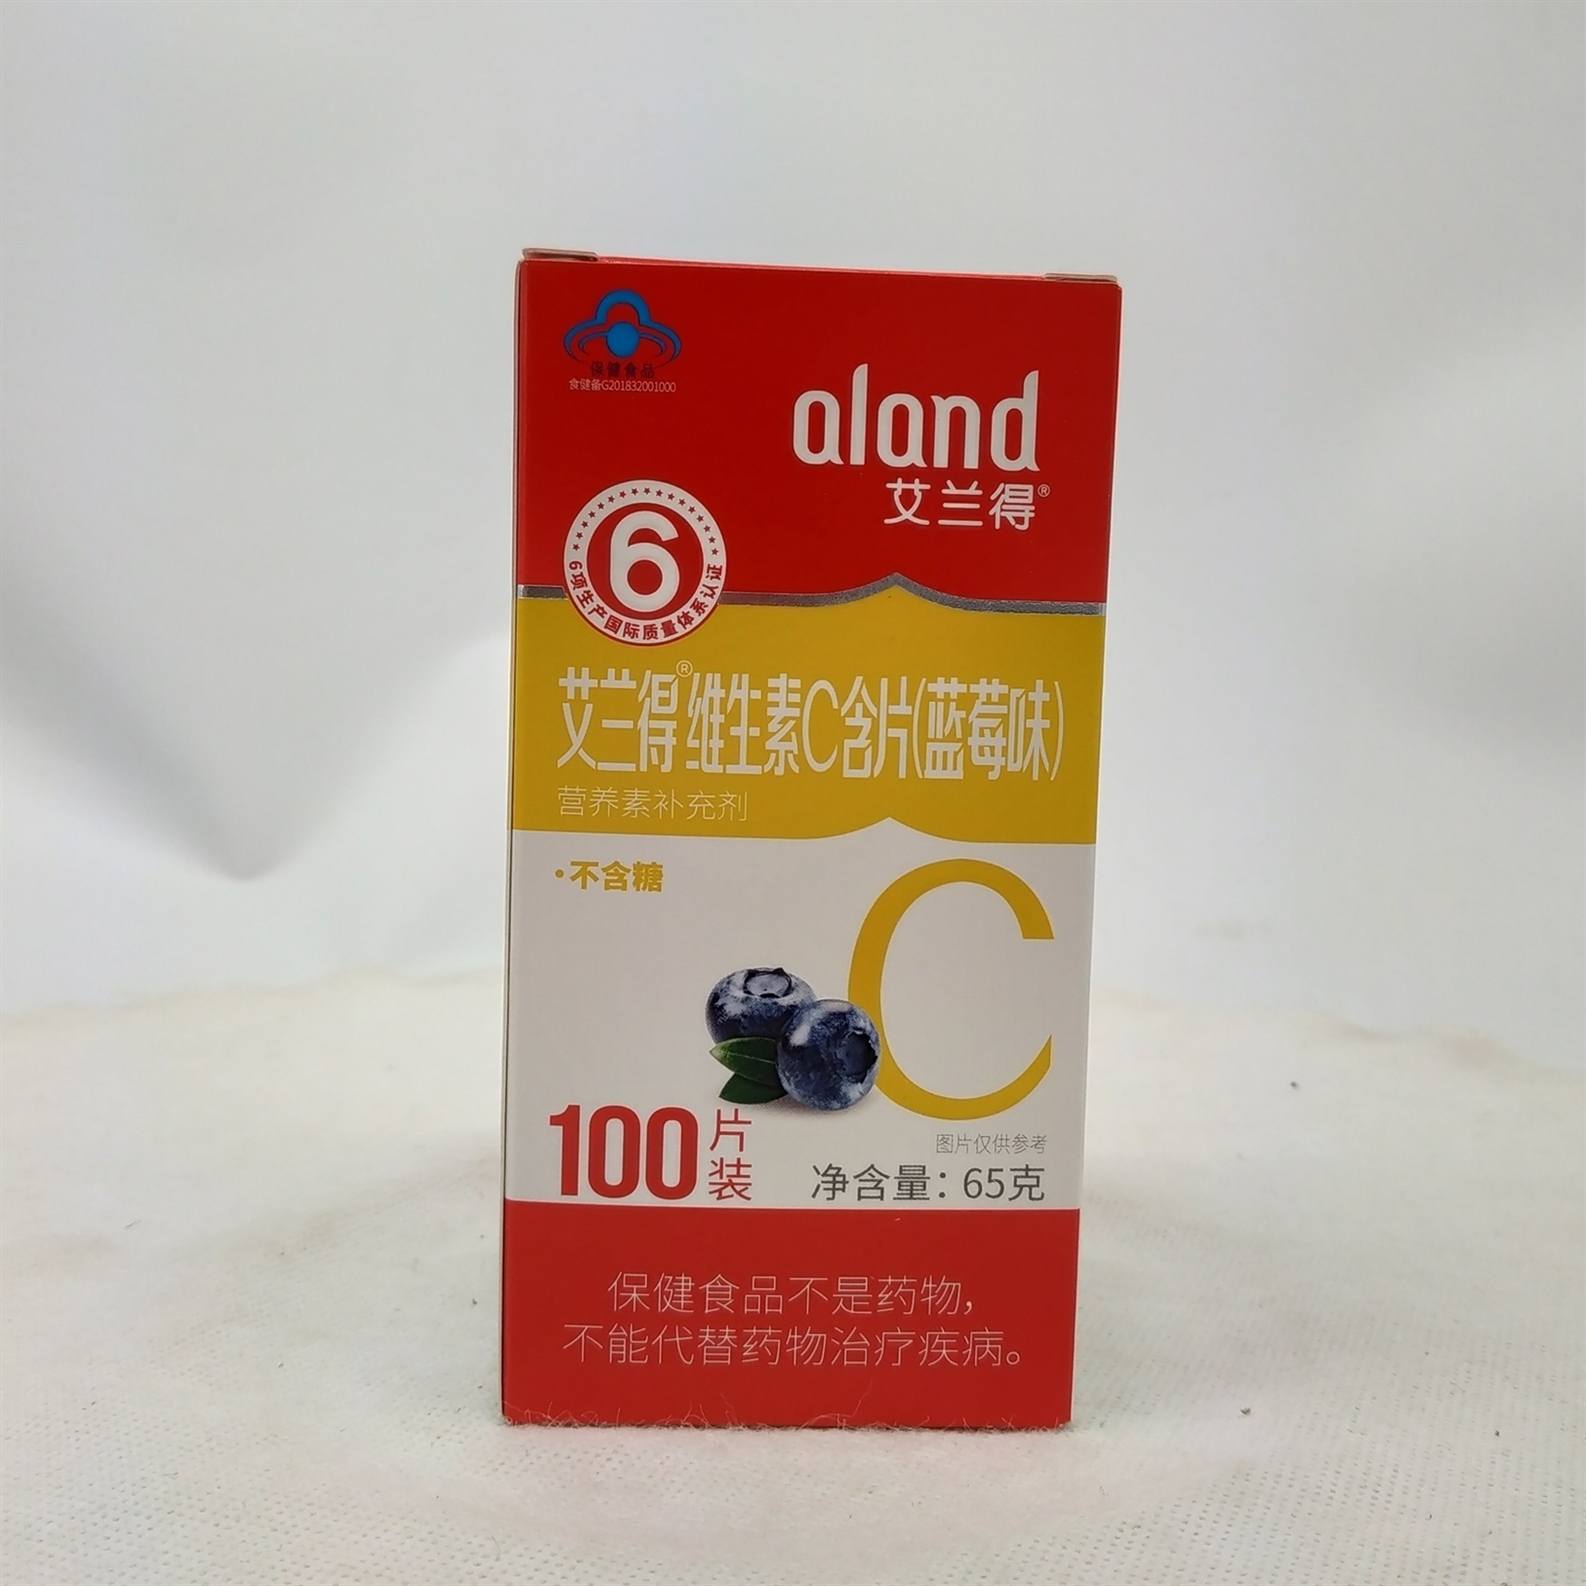 保健食品
食健备G201832001000
aland
艾兰得®
6
6项生产国际质量体系认证
艾兰得®维生素C含片(蓝莓味)
营养素补充剂
·不含糖
C
100片装
图片仅供参考
净含量：65克
保健食品不是药物，
不能代替药物治疗疾病。